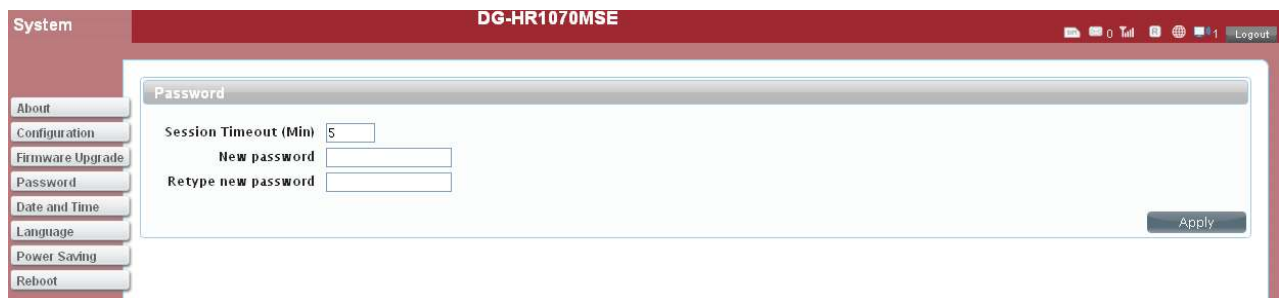 System
DG-HR1070MSE
0
1 Logout
Password
About
Configuration
Firmware Upgrade
Password
Date and Time
Language
Power Saving
Reboot
Session Timeout (Min) 5
New password
Retype new password
Apply